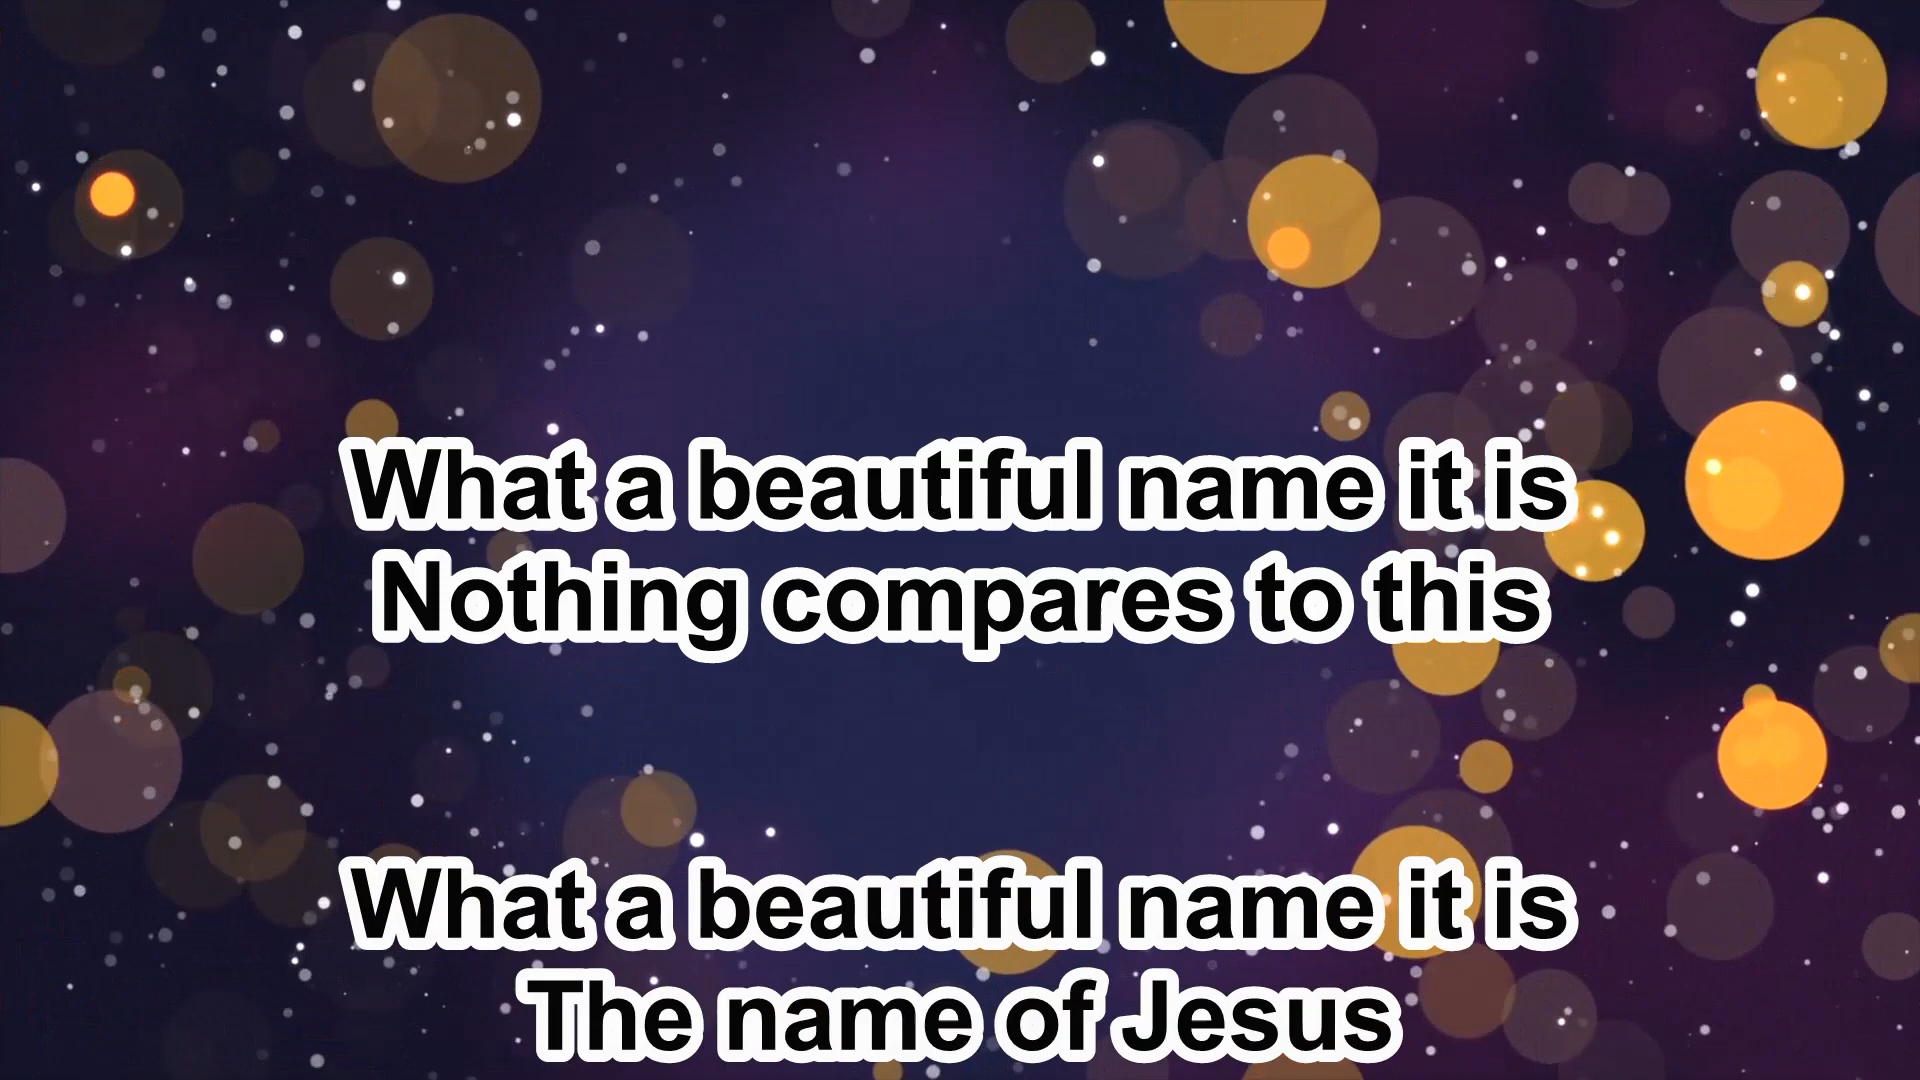 What a beautiful name it is
Nothing compares to this
What a beautiful name it is
The name of Jesus